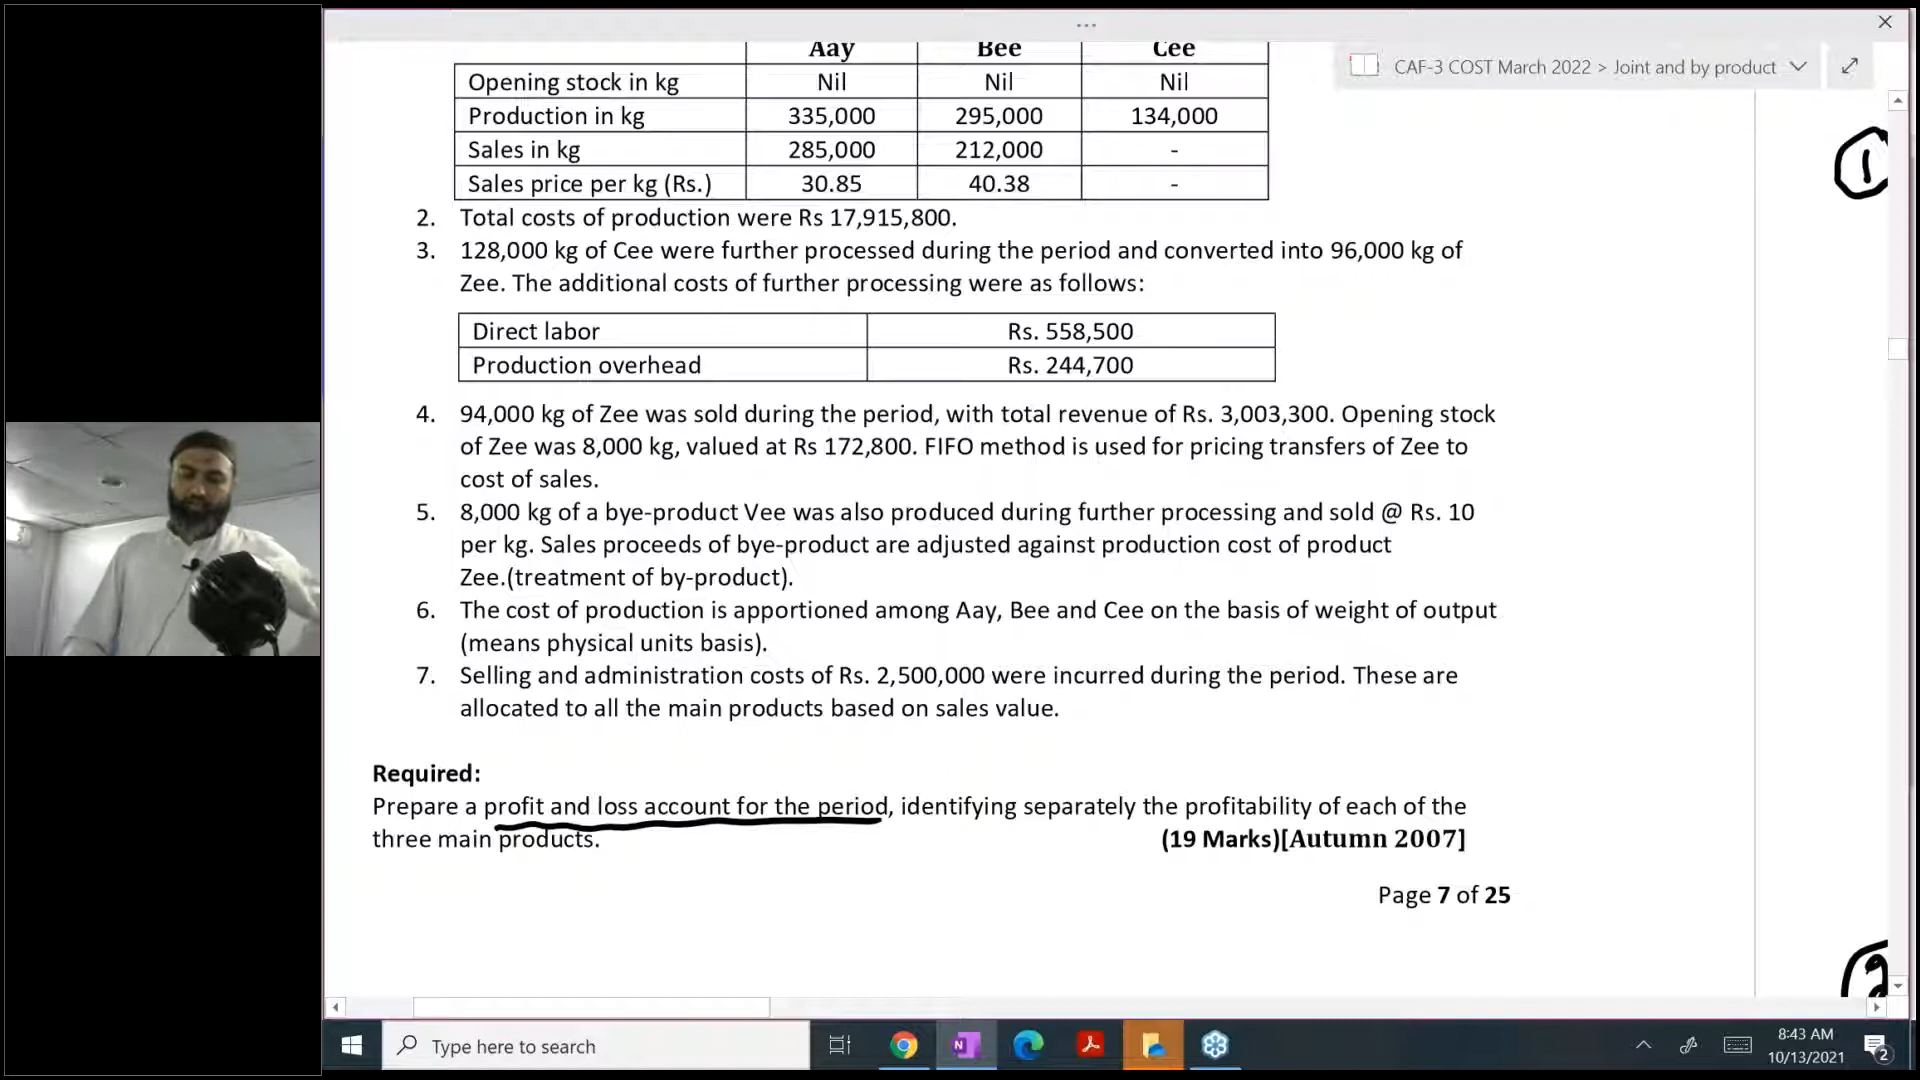 Aay Bee Cee
CAF-3 COST March 2022 > Joint and by product
Opening stock in kg Nil Nil Nil
Production in kg 335,000 295,000 134,000
Sales in kg 285,000 212,000 -
Sales price per kg (Rs.) 30.85 40.38 -
1
2. Total costs of production were Rs 17,915,800.
3. 128,000 kg of Cee were further processed during the period and converted into 96,000 kg of
Zee. The additional costs of further processing were as follows:
Direct labor Rs. 558,500
Production overhead Rs. 244,700
4. 94,000 kg of Zee was sold during the period, with total revenue of Rs. 3,003,300. Opening stock
of Zee was 8,000 kg, valued at Rs 172,800. FIFO method is used for pricing transfers of Zee to
cost of sales.
5. 8,000 kg of a bye-product Vee was also produced during further processing and sold @ Rs. 10
per kg. Sales proceeds of bye-product are adjusted against production cost of product
Zee.(treatment of by-product).
6. The cost of production is apportioned among Aay, Bee and Cee on the basis of weight of output
(means physical units basis).
7. Selling and administration costs of Rs. 2,500,000 were incurred during the period. These are
allocated to all the main products based on sales value.
Required:
Prepare a profit and loss account for the period, identifying separately the profitability of each of the
three main products. (19 Marks)[Autumn 2007]
Page 7 of 25
2
Type here to search
N
8:43 AM
10/13/2021
2